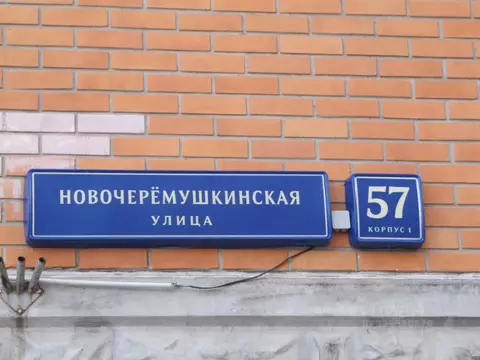 НОВОЧЕРЁМУШКИНСКАЯ
УЛИЦА
57
КОРПУС 1